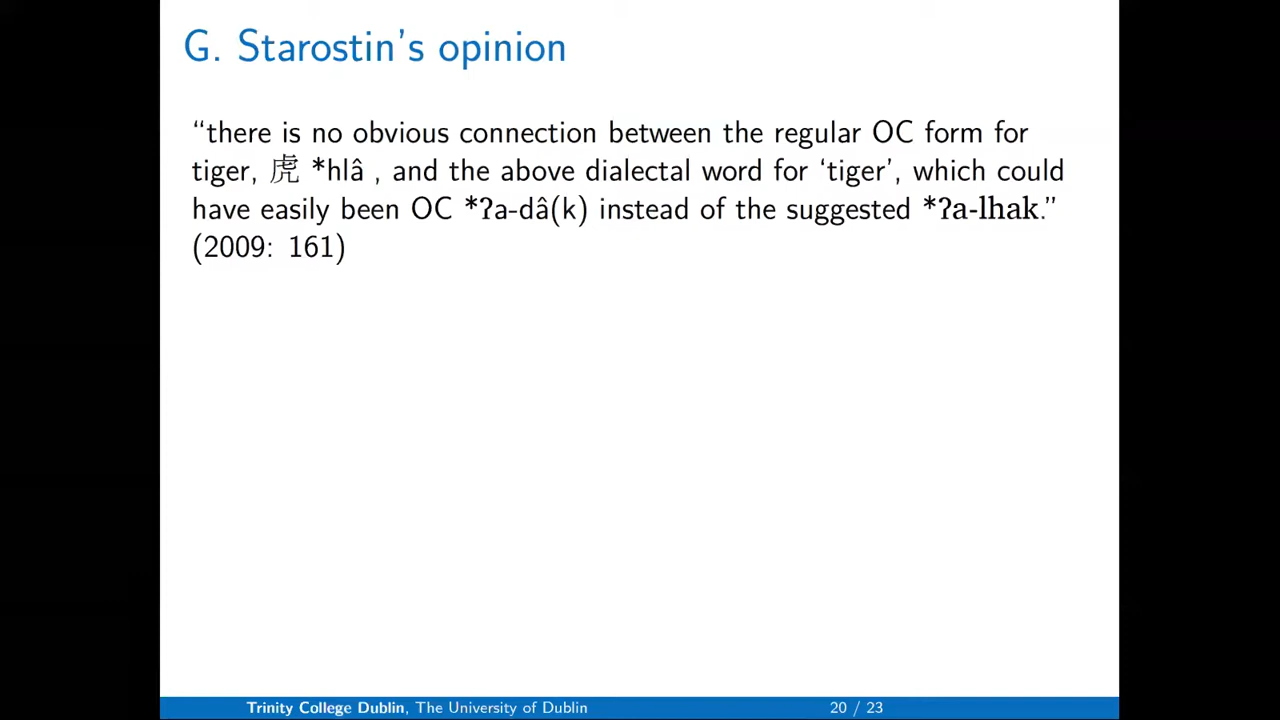 G. Starostin's opinion
“there is no obvious connection between the regular OC form for
tiger, 虎 *hlâ , and the above dialectal word for ‘tiger’, which could
have easily been OC *ʔa-dâ(k) instead of the suggested *ʔa-lhak.”
(2009: 161)
Trinity College Dublin, The University of Dublin
20 / 23